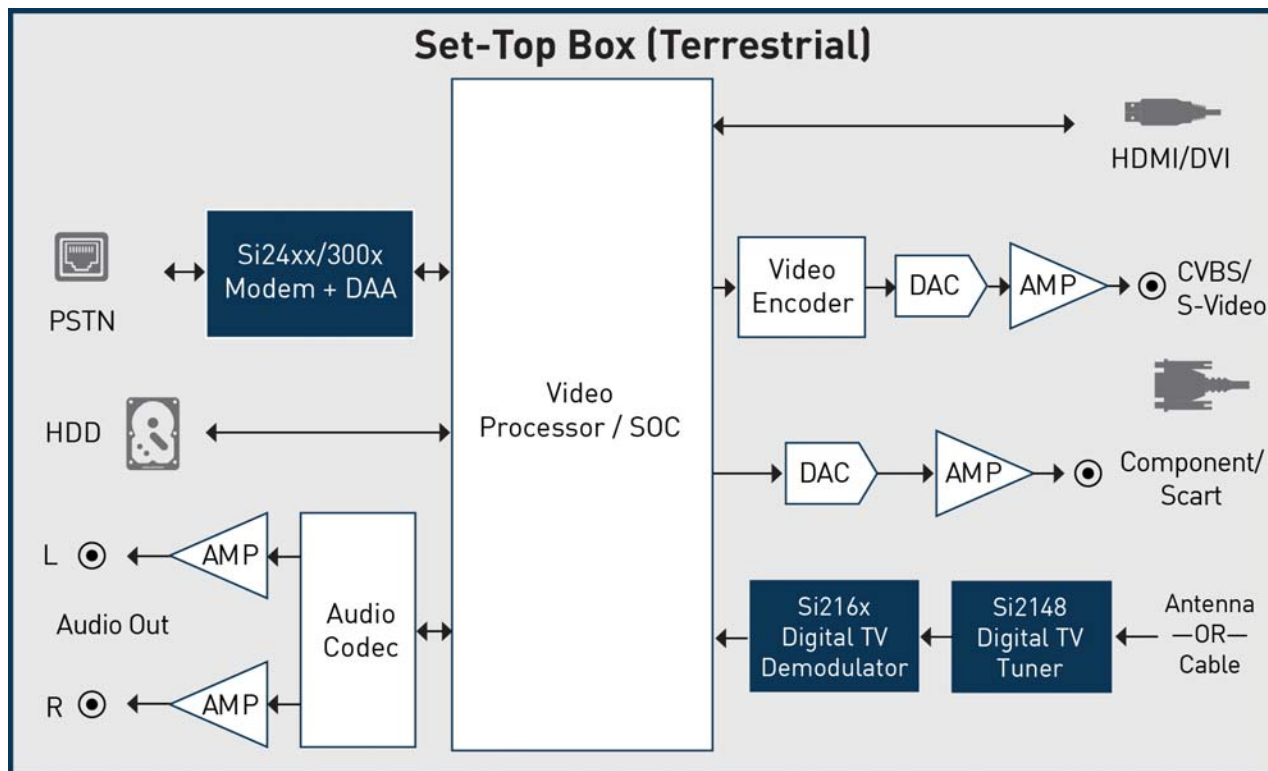 Set-Top Box (Terrestrial)
HDMI/DVI
Si24xx/300x
Modem + DAA
PSTN
Video
Encoder
DAC
AMP
CVBS/
S-Video
HDD
Video
Processor / SOC
DAC
AMP
Component/
Scart
L
AMP
Audio Out
Audio
Codec
R
AMP
Si216x
Digital TV
Demodulator
Si2148
Digital TV
Tuner
Antenna
—OR—
Cable